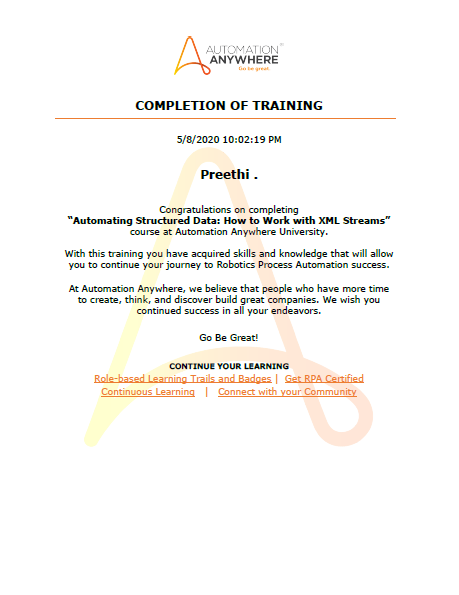 AUTOMATION
ANYWHERE
Go be great.
COMPLETION OF TRAINING
5/8/2020 10:02:19 PM
Preethi .
Congratulations on completing
“Automating Structured Data: How to Work with XML Streams”
course at Automation Anywhere University.
With this training you have acquired skills and knowledge that will allow
you to continue your journey to Robotics Process Automation success.
At Automation Anywhere, we believe that people who have more time
to create, think, and discover build great companies. We wish you
continued success in all your endeavors.
Go Be Great!
CONTINUE YOUR LEARNING
Role-based Learning Trails and Badges | Get RPA Certified
Continuous Learning | Connect with your Community